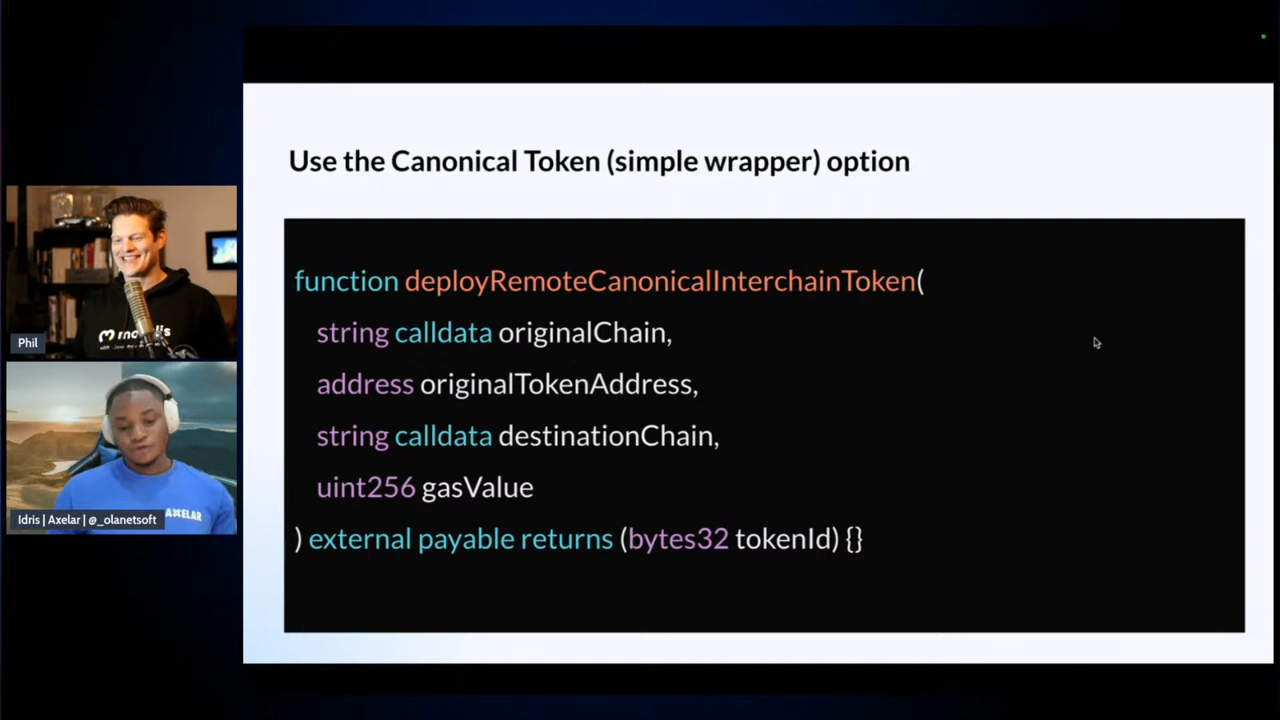 Use the Canonical Token (simple wrapper) option
function deployRemoteCanonicalInterchainToken(
string calldata originalChain,
address originalTokenAddress,
string calldata destinationChain,
uint256 gasValue
) external payable returns (bytes32 tokenId) {}
Phil
Idris | Axelar | @_olanetsoft
AXELAR